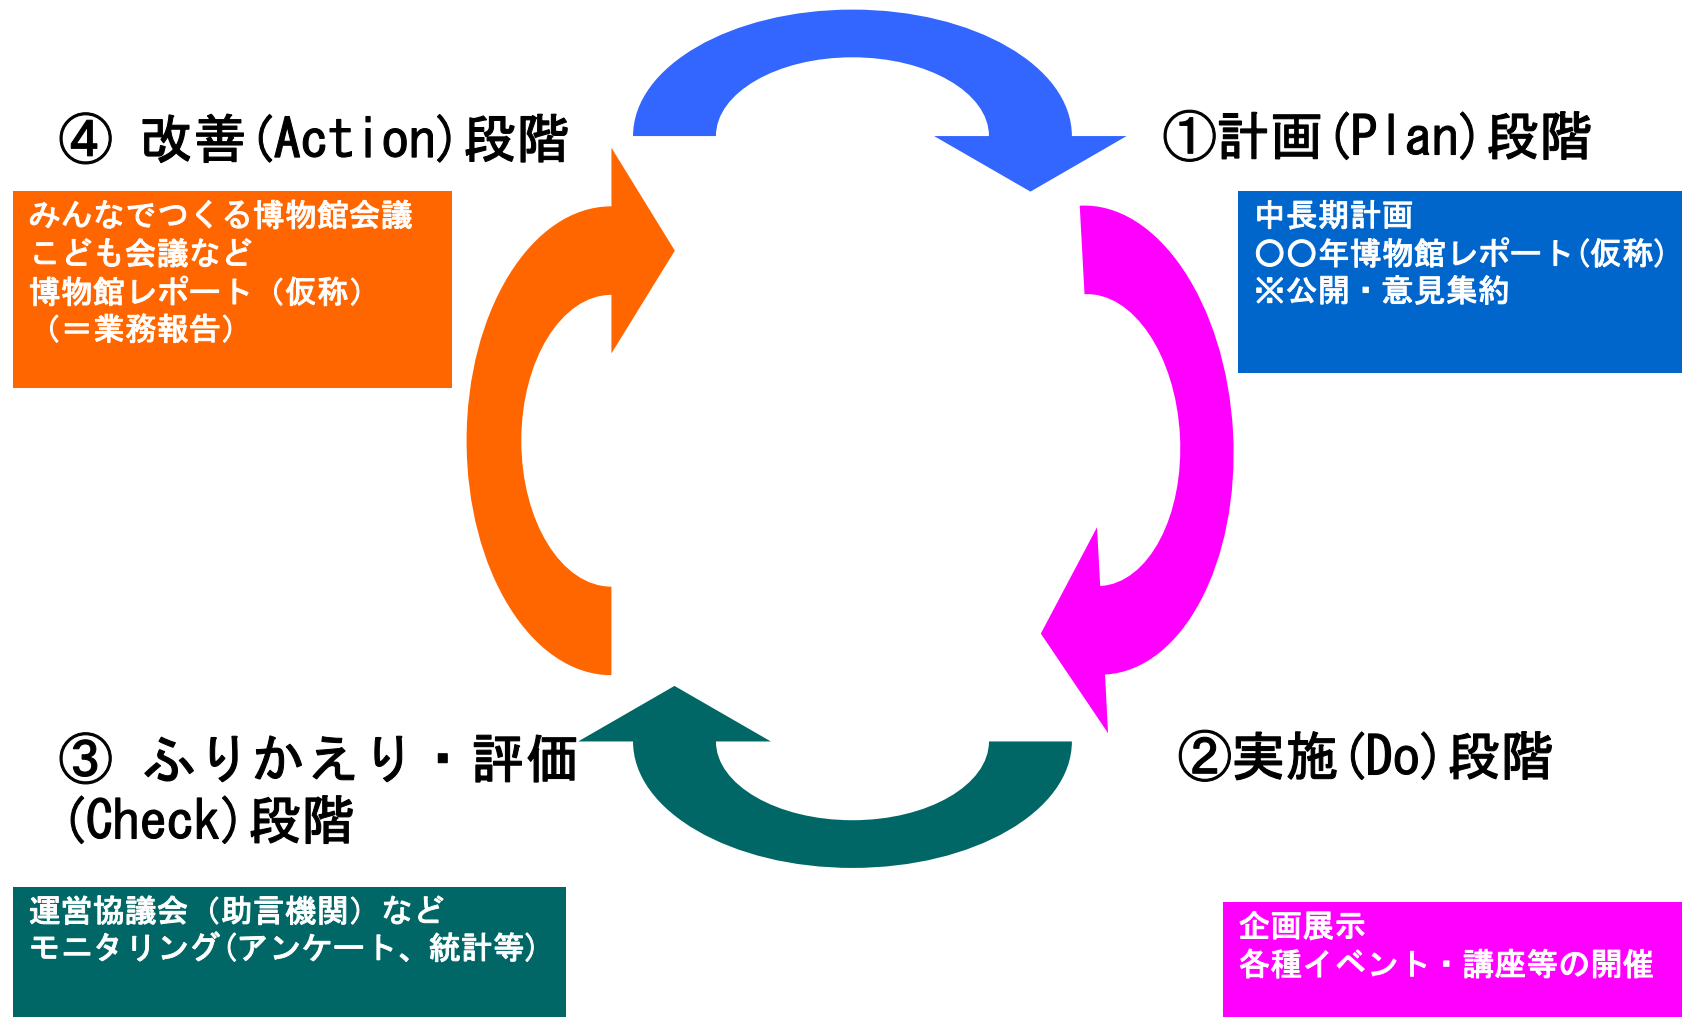 ④ 改善(Action)段階
みんなでつくる博物館会議
こども会議など
博物館レポート（仮称）
（＝業務報告）
①計画(Plan)段階
中長期計画
〇〇年博物館レポート(仮称)
※公開・意見集約
③ ふりかえり・評価
(Check)段階
運営協議会（助言機関）など
モニタリング(アンケート、統計等)
②実施(Do)段階
企画展示
各種イベント・講座等の開催